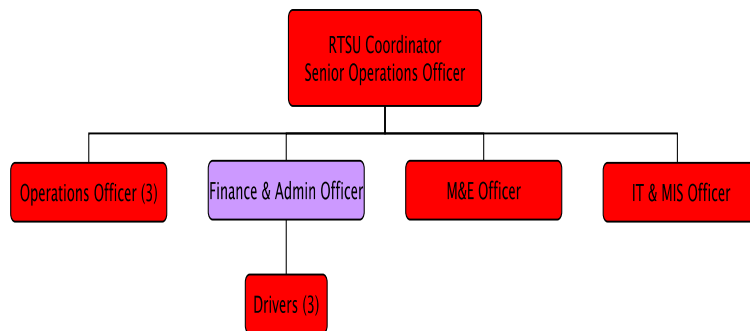 RTSU Coordinator
Senior Operations Officer
Operations Officer (3)
Finance & Admin Officer
M&E Officer
IT & MIS Officer
Drivers (3)